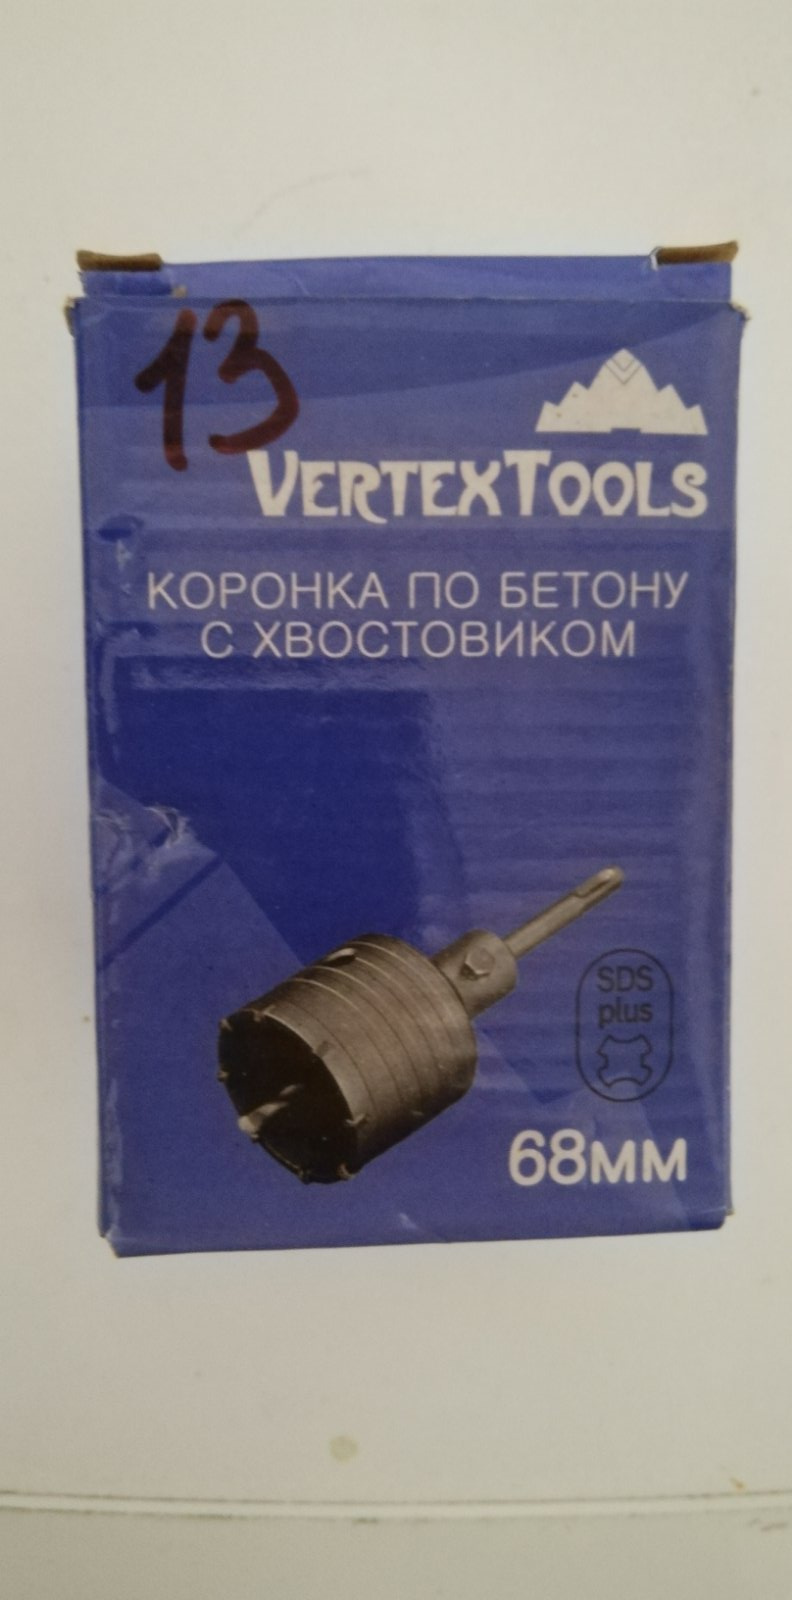 13
VERTEXTOOLS
КОРОНКА ПО БЕТОНУ
С ХВОСТОВИКОМ
SDS
plus
68мм